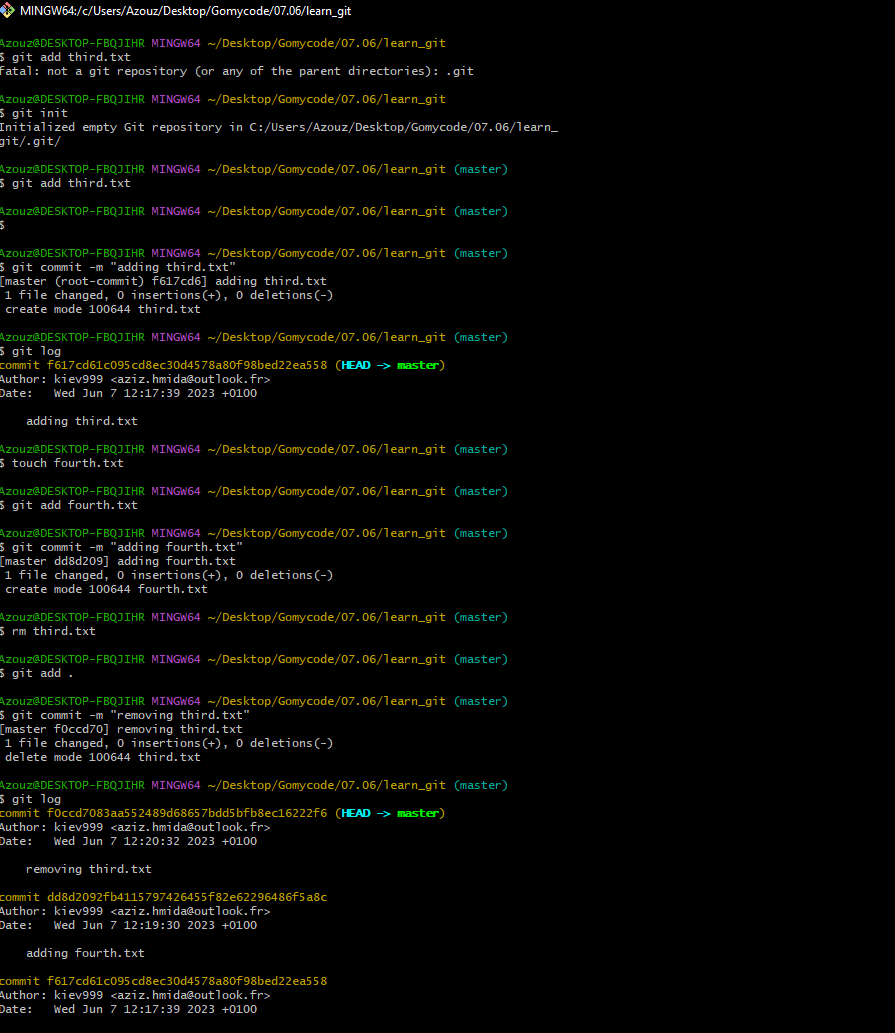 MINGW64:/c/Users/Azouz/Desktop/Gomycode/07.06/learn_git
Azouz@DESKTOP-FBQJIHR MINGW64 ~/Desktop/Gomycode/07.06/learn_git
$ git add third.txt
fatal: not a git repository (or any of the parent directories): .git
Azouz@DESKTOP-FBQJIHR MINGW64 ~/Desktop/Gomycode/07.06/learn_git
$ git init
Initialized empty Git repository in C:/Users/Azouz/Desktop/Gomycode/07.06/learn_
git/.git/
Azouz@DESKTOP-FBQJIHR MINGW64 ~/Desktop/Gomycode/07.06/learn_git (master)
$ git add third.txt
Azouz@DESKTOP-FBQJIHR MINGW64 ~/Desktop/Gomycode/07.06/learn_git (master)
$
Azouz@DESKTOP-FBQJIHR MINGW64 ~/Desktop/Gomycode/07.06/learn_git (master)
$ git commit -m "adding third.txt"
[master (root-commit) f617cd6] adding third.txt
 1 file changed, 0 insertions(+), 0 deletions(-)
 create mode 100644 third.txt
Azouz@DESKTOP-FBQJIHR MINGW64 ~/Desktop/Gomycode/07.06/learn_git (master)
$ git log
commit f617cd61c095cd8ec30d4578a80f98bed22ea558 (HEAD -> master)
Author: kiev999 <aziz.hmida@outlook.fr>
Date:   Wed Jun 7 12:17:39 2023 +0100
    adding third.txt
Azouz@DESKTOP-FBQJIHR MINGW64 ~/Desktop/Gomycode/07.06/learn_git (master)
$ touch fourth.txt
Azouz@DESKTOP-FBQJIHR MINGW64 ~/Desktop/Gomycode/07.06/learn_git (master)
$ git add fourth.txt
Azouz@DESKTOP-FBQJIHR MINGW64 ~/Desktop/Gomycode/07.06/learn_git (master)
$ git commit -m "adding fourth.txt"
[master dd8d209] adding fourth.txt
 1 file changed, 0 insertions(+), 0 deletions(-)
 create mode 100644 fourth.txt
Azouz@DESKTOP-FBQJIHR MINGW64 ~/Desktop/Gomycode/07.06/learn_git (master)
$ rm third.txt
Azouz@DESKTOP-FBQJIHR MINGW64 ~/Desktop/Gomycode/07.06/learn_git (master)
$ git add .
Azouz@DESKTOP-FBQJIHR MINGW64 ~/Desktop/Gomycode/07.06/learn_git (master)
$ git commit -m "removing third.txt"
[master f0ccd70] removing third.txt
 1 file changed, 0 insertions(+), 0 deletions(-)
 delete mode 100644 third.txt
Azouz@DESKTOP-FBQJIHR MINGW64 ~/Desktop/Gomycode/07.06/learn_git (master)
$ git log
commit f0ccd7083aa552489d68657bdd5bfb8ec16222f6 (HEAD -> master)
Author: kiev999 <aziz.hmida@outlook.fr>
Date:   Wed Jun 7 12:20:32 2023 +0100
    removing third.txt
commit dd8d2092fb4115797426455f82e62296486f5a8c
Author: kiev999 <aziz.hmida@outlook.fr>
Date:   Wed Jun 7 12:19:30 2023 +0100
    adding fourth.txt
commit f617cd61c095cd8ec30d4578a80f98bed22ea558
Author: kiev999 <aziz.hmida@outlook.fr>
Date:   Wed Jun 7 12:17:39 2023 +0100